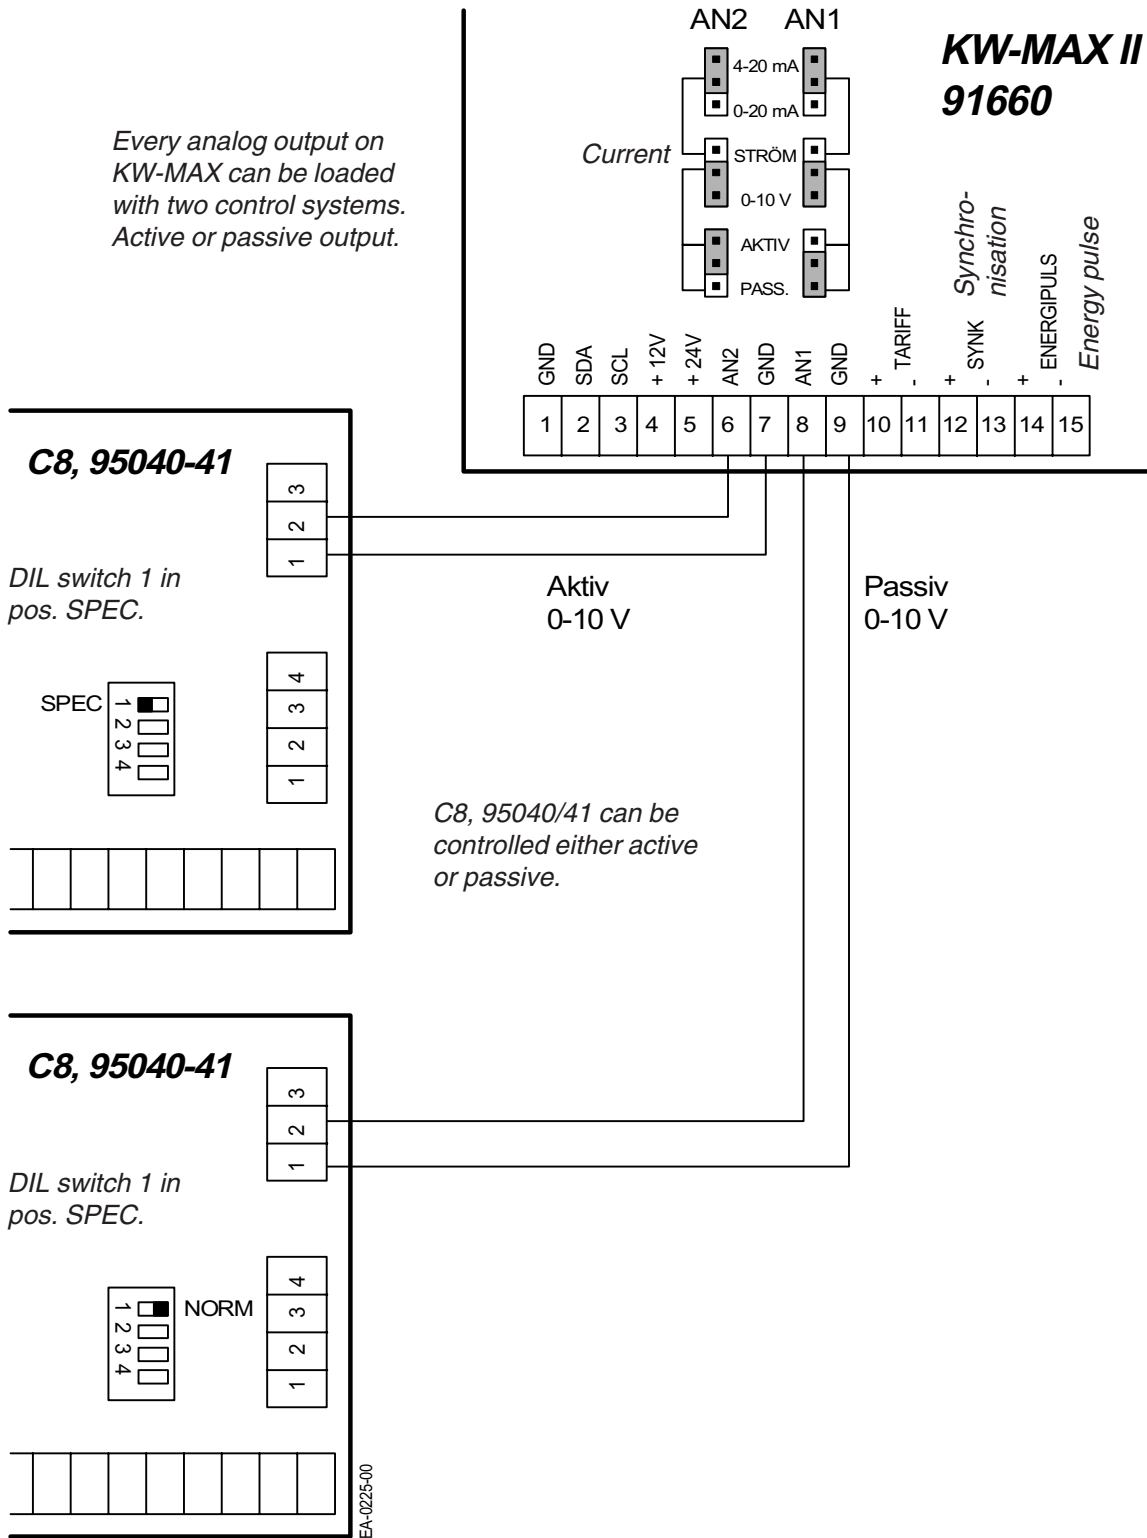 AN2 AN1
KW-MAX II
91660
4-20 mA
0-20 mA
Current
STRÖM
0-10 V
AKTIV
PASS.
Every analog output on
KW-MAX can be loaded
with two control systems.
Active or passive output.
GND
SDA
SCL
+ 12V
+ 24V
AN2
GND
AN1
GND
+ TARIFF -
+ SYNK -
Synchro-
nisation
+ ENERGIPULS -
Energy pulse
1 2 3 4 5 6 7 8 9 10 11 12 13 14 15
C8, 95040-41
3
2
1
DIL switch 1 in
pos. SPEC.
SPEC
1
2
3
4
4
3
2
1
Aktiv
0-10 V
Passiv
0-10 V
C8, 95040/41 can be
controlled either active
or passive.
C8, 95040-41
3
2
1
DIL switch 1 in
pos. SPEC.
1
2
3
4
NORM
4
3
2
1
EA-0225-00